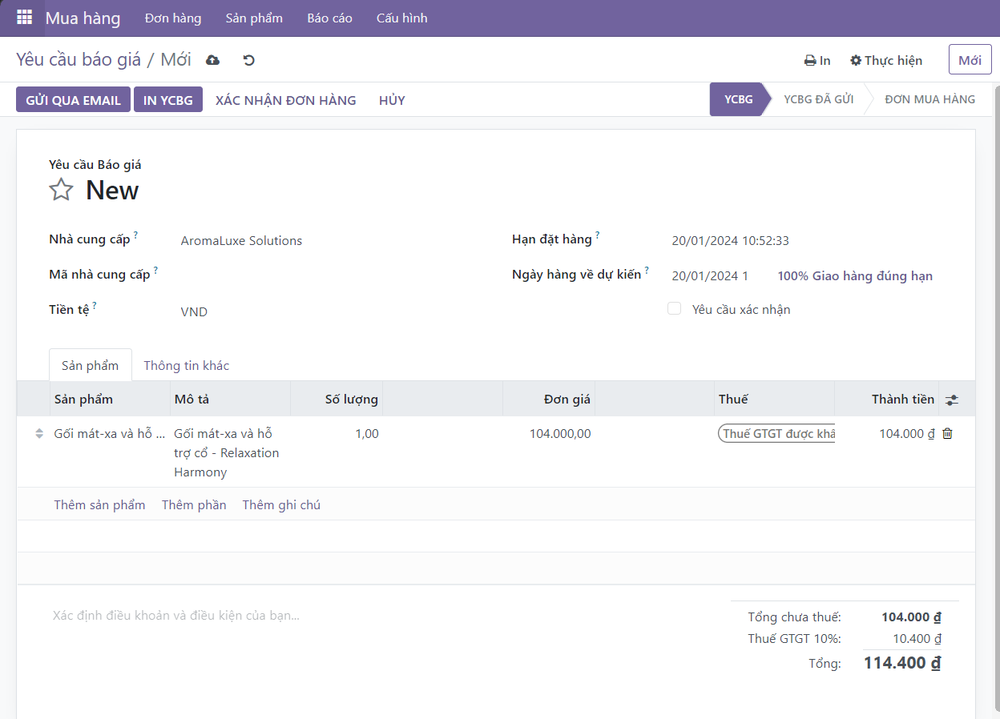 Mua hàng Đơn hàng Sản phẩm Báo cáo Cấu hình
Yêu cầu báo giá / Mới In Thực hiện Mới
GỬI QUA EMAIL IN YCBG XÁC NHẬN ĐƠN HÀNG HỦY YCBG YCBG ĐÃ GỬI ĐƠN MUA HÀNG
Yêu cầu Báo giá
New
Nhà cung cấp ? AromaLuxe Solutions Hạn đặt hàng ? 20/01/2024 10:52:33
Mã nhà cung cấp ? Ngày hàng về dự kiến ? 20/01/2024 1 100% Giao hàng đúng hạn
Tiền tệ ? VND Yêu cầu xác nhận
Sản phẩm Thông tin khác
Sản phẩm Mô tả Số lượng Đơn giá Thuế Thành tiền
Gối mát-xa và hỗ ... Gối mát-xa và hỗ 1,00 104.000,00 Thuế GTGT được khấ 104.000 ₫
trợ cổ - Relaxation
Harmony
Thêm sản phẩm Thêm phần Thêm ghi chú
Xác định điều khoản và điều kiện của bạn... Tổng chưa thuế: 104.000 ₫
Thuế GTGT 10%: 10.400 ₫
Tổng: 114.400 ₫